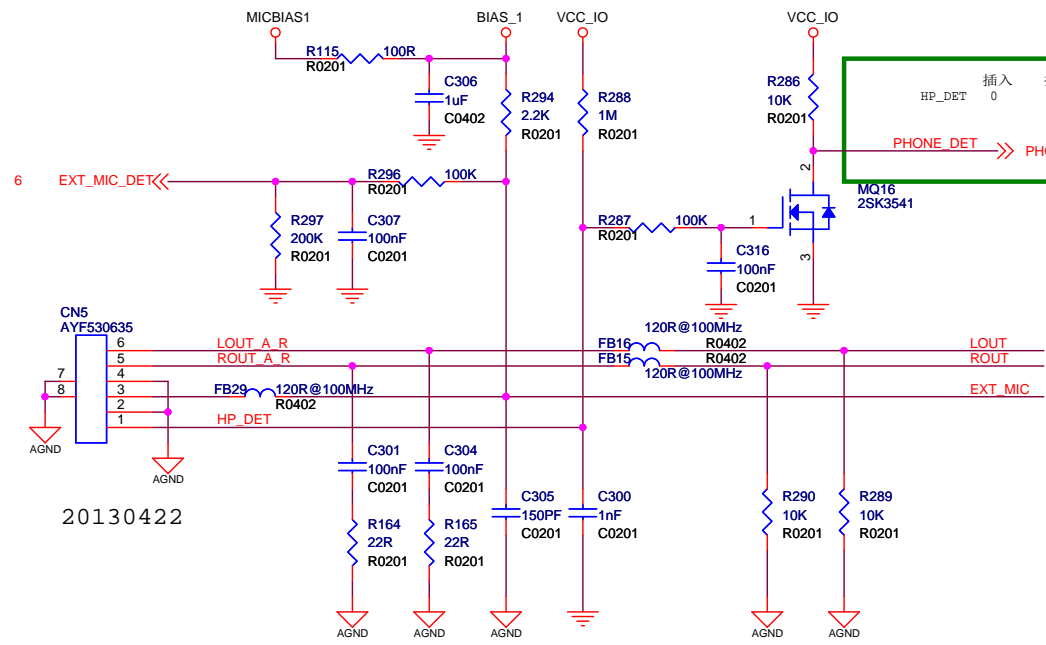 MICBIAS1
BIAS_1
VCC_IO
VCC_IO
R115
100R
R0201
C306
1uF
C0402
R294
2.2K
R0201
R288
1M
R0201
R286
10K
R0201
插入
HP_DET 0
PHONE_DET
PHO
6 EXT_MIC_DET
R296
100K
R0201
MQ16
2SK3541
2
1
3
R297
200K
R0201
C307
100nF
C0201
R287
100K
R0201
C316
100nF
C0201
CN5
AYF530635
6
5
4
3
2
1
7
8
LOUT_A_R
ROUT_A_R
120R@100MHz
FB16
R0402
FB15
R0402
120R@100MHz
LOUT
ROUT
FB29
120R@100MHz
R0402
EXT_MIC
HP_DET
AGND
AGND
20130422
C301
100nF
C0201
C304
100nF
C0201
R164
22R
R0201
R165
22R
R0201
C305
150PF
C0201
C300
1nF
C0201
R290
10K
R0201
R289
10K
R0201
AGND
AGND
AGND
AGND
AGND